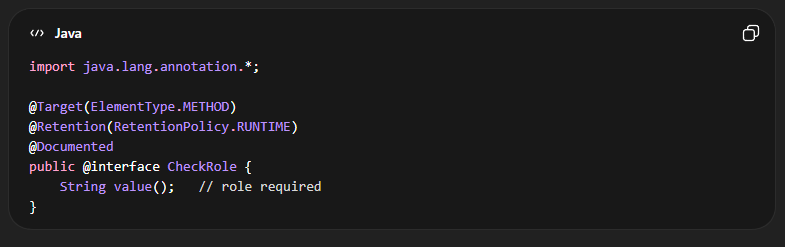 </> Java
import java.lang.annotation.*;
@Target(ElementType.METHOD)
@Retention(RetentionPolicy.RUNTIME)
@Documented
public @interface CheckRole {
    String value();   // role required
}